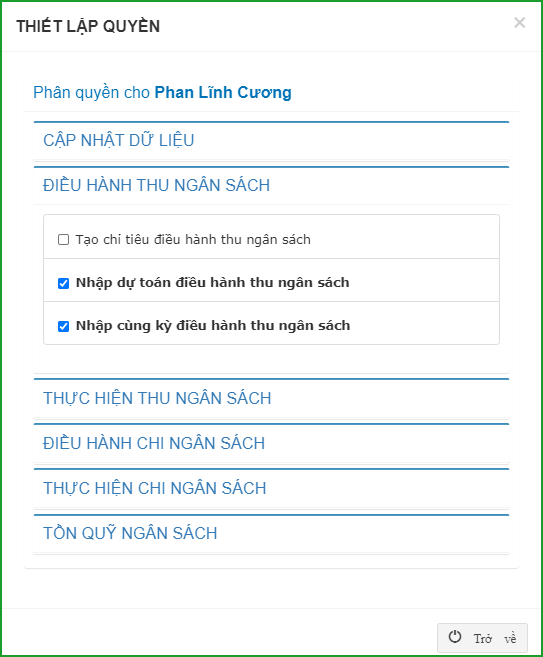 THIẾT LẬP QUYỀN ×
Phân quyền cho Phan Lĩnh Cương
CẬP NHẬT DỮ LIỆU
ĐIỀU HÀNH THU NGÂN SÁCH
Tạo chỉ tiêu điều hành thu ngân sách
Nhập dự toán điều hành thu ngân sách
Nhập cùng kỳ điều hành thu ngân sách
THỰC HIỆN THU NGÂN SÁCH
ĐIỀU HÀNH CHI NGÂN SÁCH
THỰC HIỆN CHI NGÂN SÁCH
TỒN QUỸ NGÂN SÁCH
Trở về